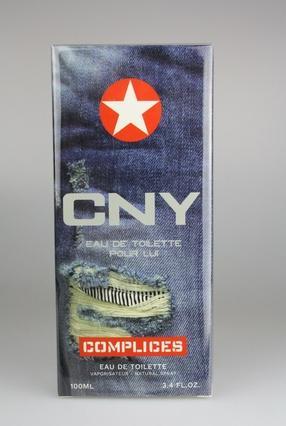 CNY
EAU DE TOILETTE
POUR LUI
COMPLICES
EAU DE TOILETTE
VAPORISATEUR - NATURAL SPRAY
100ML 3.4 FL.OZ.